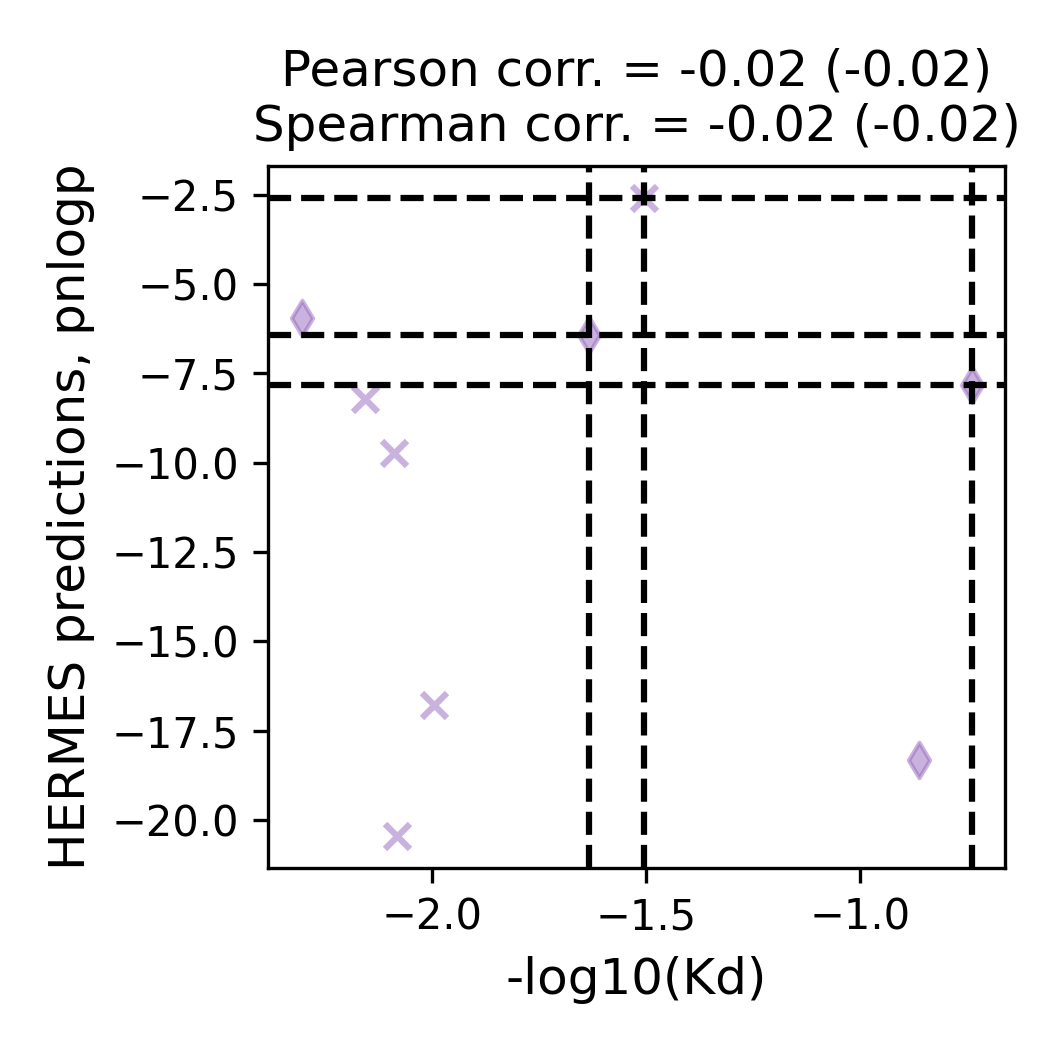 Pearson corr. = -0.02 (-0.02)
Spearman corr. = -0.02 (-0.02)
HERMES predictions, pnlogp
−2.5
−5.0
−7.5
−10.0
−12.5
−15.0
−17.5
−20.0
−2.0
−1.5
−1.0
-log10(Kd)